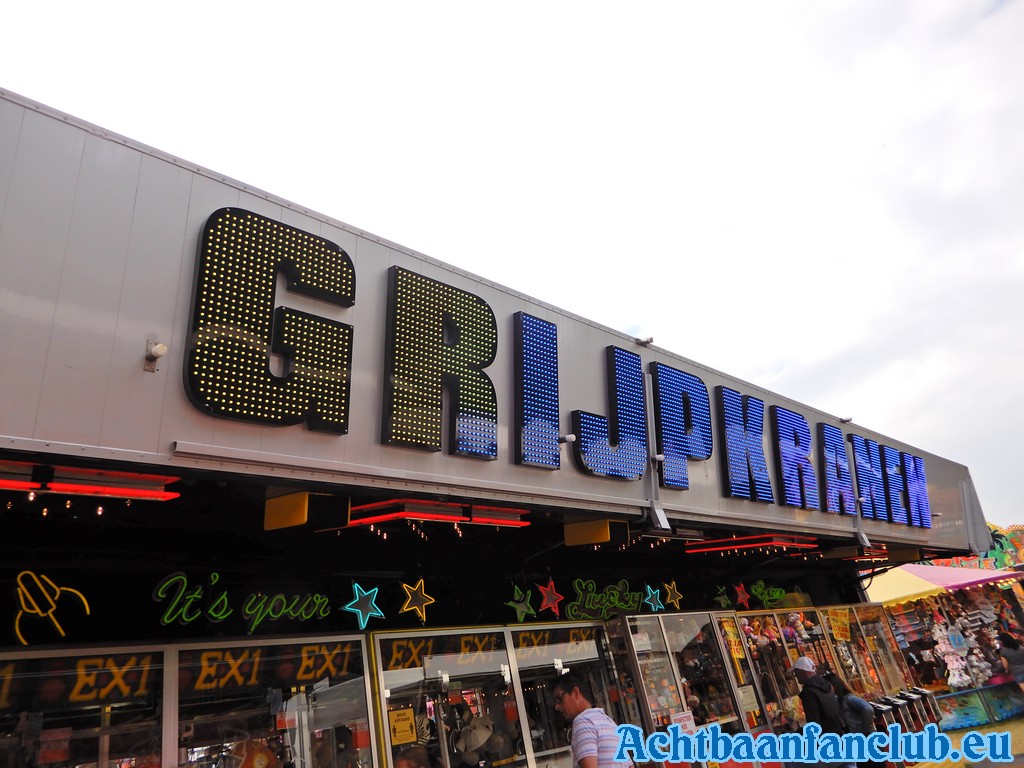 GRIJPKRANEN
It's your Lucky
EX1 EX1 EX1 EX1 EX1 EX1
Achtbaanfanclub.eu